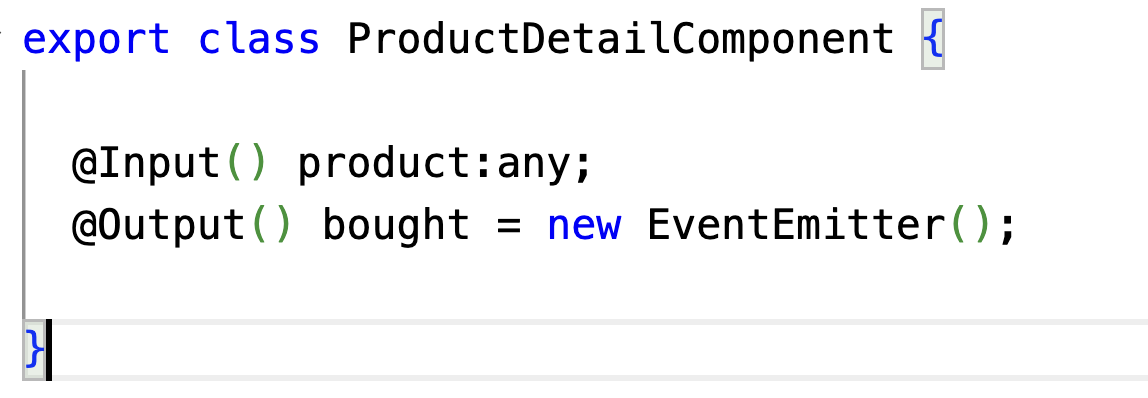 export class ProductDetailComponent {
@Input() product:any;
@Output() bought = new EventEmitter();
}